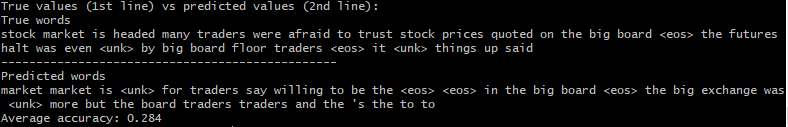 True values (1st line) vs predicted values (2nd line):
True words
stock market is headed many traders were afraid to trust stock prices quoted on the big board <eos> the futures
halt was even <unk> by big board floor traders <eos> it <unk> things up said
---------------------------------------------
Predicted words
market market is <unk> for traders say willing to be the <eos> <eos> in the big board <eos> the big exchange was
<unk> more but the board traders traders and the 's the to to
Average accuracy: 0.284